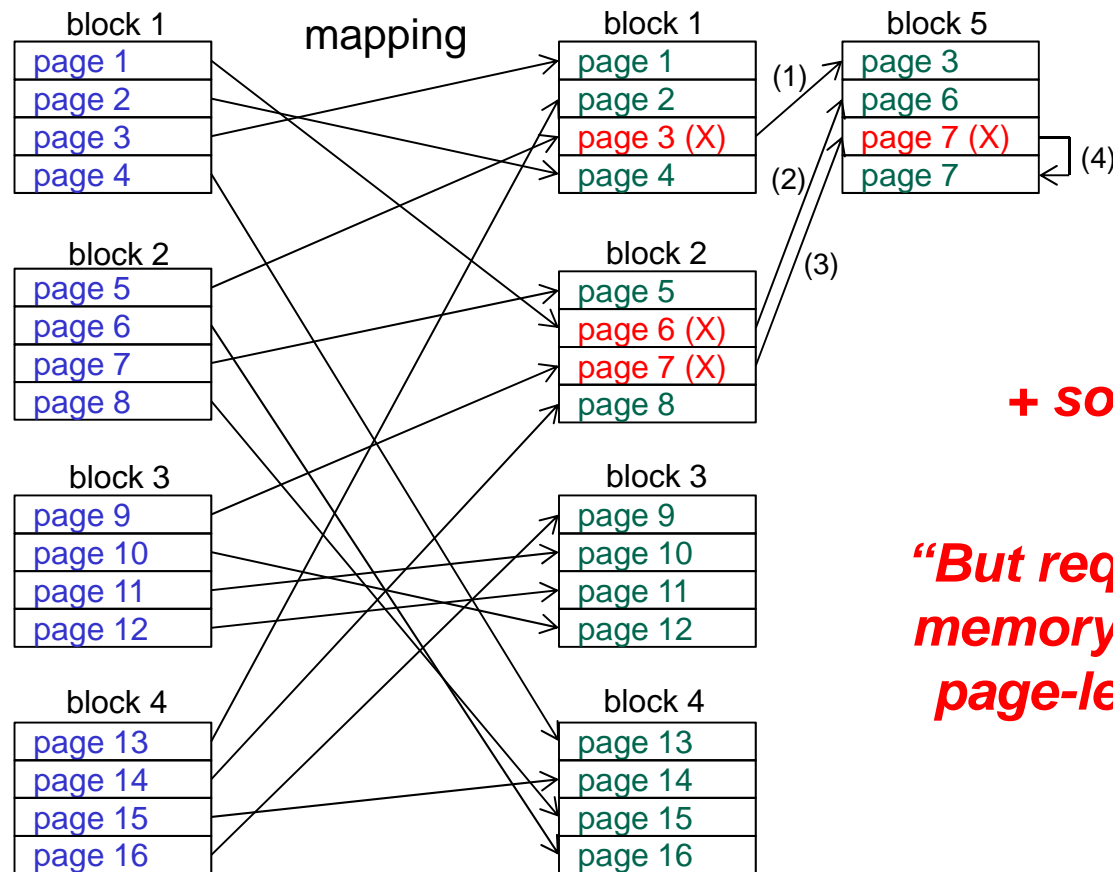 block 1
page 1
page 2
page 3
page 4
block 2
page 5
page 6
page 7
page 8
block 3
page 9
page 10
page 11
page 12
block 4
page 13
page 14
page 15
page 16
mapping
block 1
page 1
page 2
page 3 (X)
page 4
block 2
page 5
page 6 (X)
page 7 (X)
page 8
block 3
page 9
page 10
page 11
page 12
block 4
page 13
page 14
page 15
page 16
block 5
page 3
page 6
page 7 (X)
page 7
(1)
(2)
(3)
(4)
+ so
“But req
memory
page-le